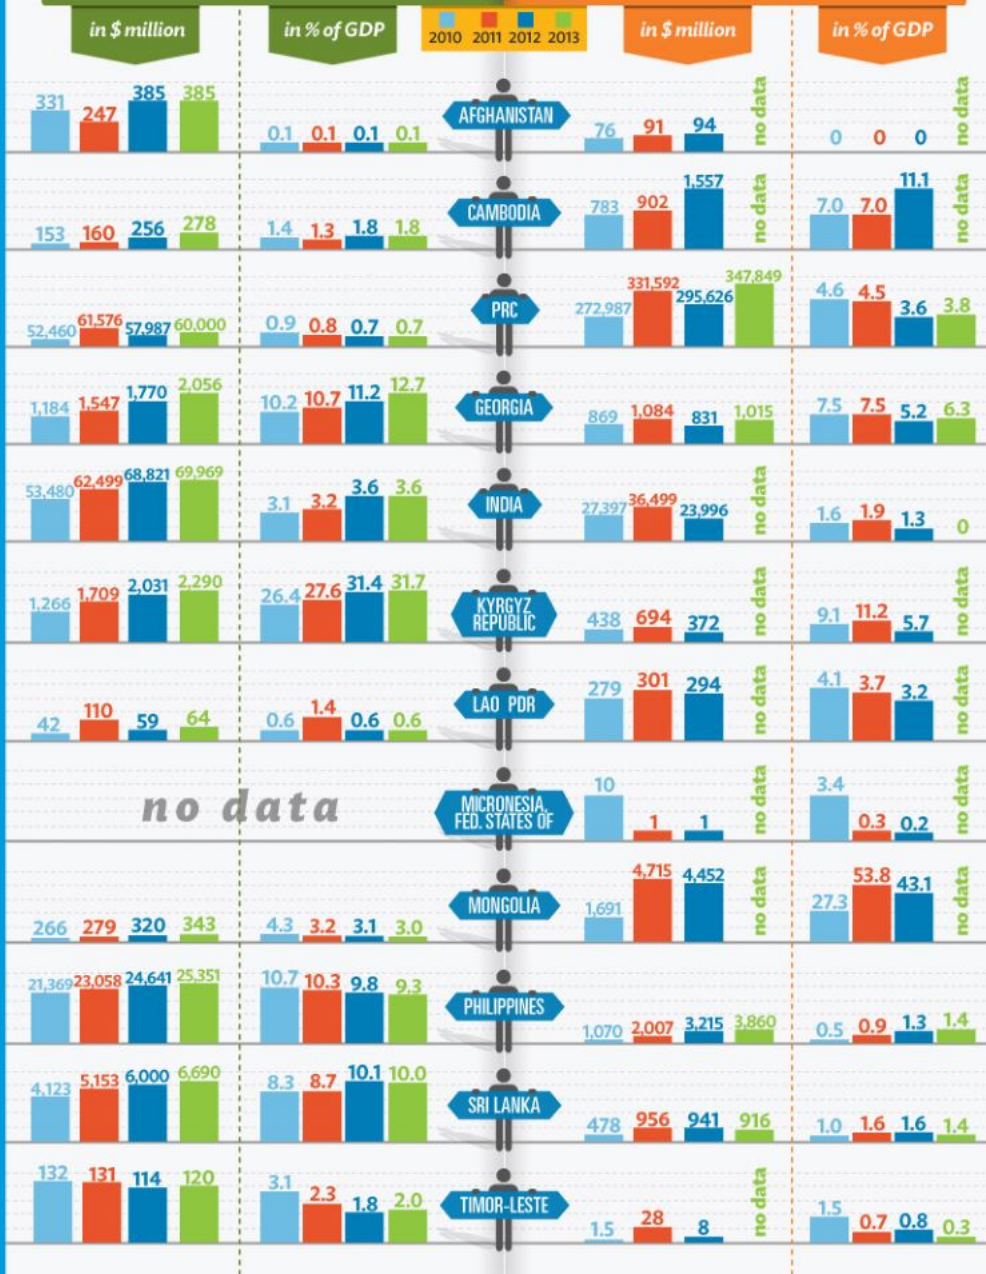 in $ million
in % of GDP
2010 2011 2012 2013
in $ million
in % of GDP
331 247 385 385
0.1 0.1 0.1 0.1
AFGHANISTAN
76 91 94 no data
0 0 0 no data
153 160 256 278
1.4 1.3 1.8 1.8
CAMBODIA
783 902 1,557 no data
7.0 7.0 11.1 no data
52,460 61,576 57,987 60,000
0.9 0.8 0.7 0.7
PRC
272,987 331,592 295,626 347,849
4.6 4.5 3.6 3.8
1,184 1,547 1,770 2,056
10.2 10.7 11.2 12.7
GEORGIA
869 1,084 831 1,015
7.5 7.5 5.2 6.3
53,480 62,499 68,821 69,969
3.1 3.2 3.6 3.6
INDIA
27,397 36,499 23,996 no data
1.6 1.9 1.3 0
1,266 1,709 2,031 2,290
26.4 27.6 31.4 31.7
KYRGYZ
REPUBLIC
438 694 372 no data
9.1 11.2 5.7 no data
42 110 59 64
0.6 1.4 0.6 0.6
LAO PDR
279 301 294 no data
4.1 3.7 3.2 no data
no data
MICRONESIA,
FED. STATES OF
10 1 1 no data
3.4 0.3 0.2 no data
266 279 320 343
4.3 3.2 3.1 3.0
MONGOLIA
1,691 4,715 4,452 no data
27.3 53.8 43.1 no data
21,369 23,058 24,641 25,351
10.7 10.3 9.8 9.3
PHILIPPINES
1,070 2,007 3,215 3,860
0.5 0.9 1.3 1.4
4,123 5,153 6,000 6,690
8.3 8.7 10.1 10.0
SRI LANKA
478 956 941 916
1.0 1.6 1.6 1.4
132 131 114 120
3.1 2.3 1.8 2.0
TIMOR-LESTE
1.5 28 8 no data
1.5 0.7 0.8 0.3